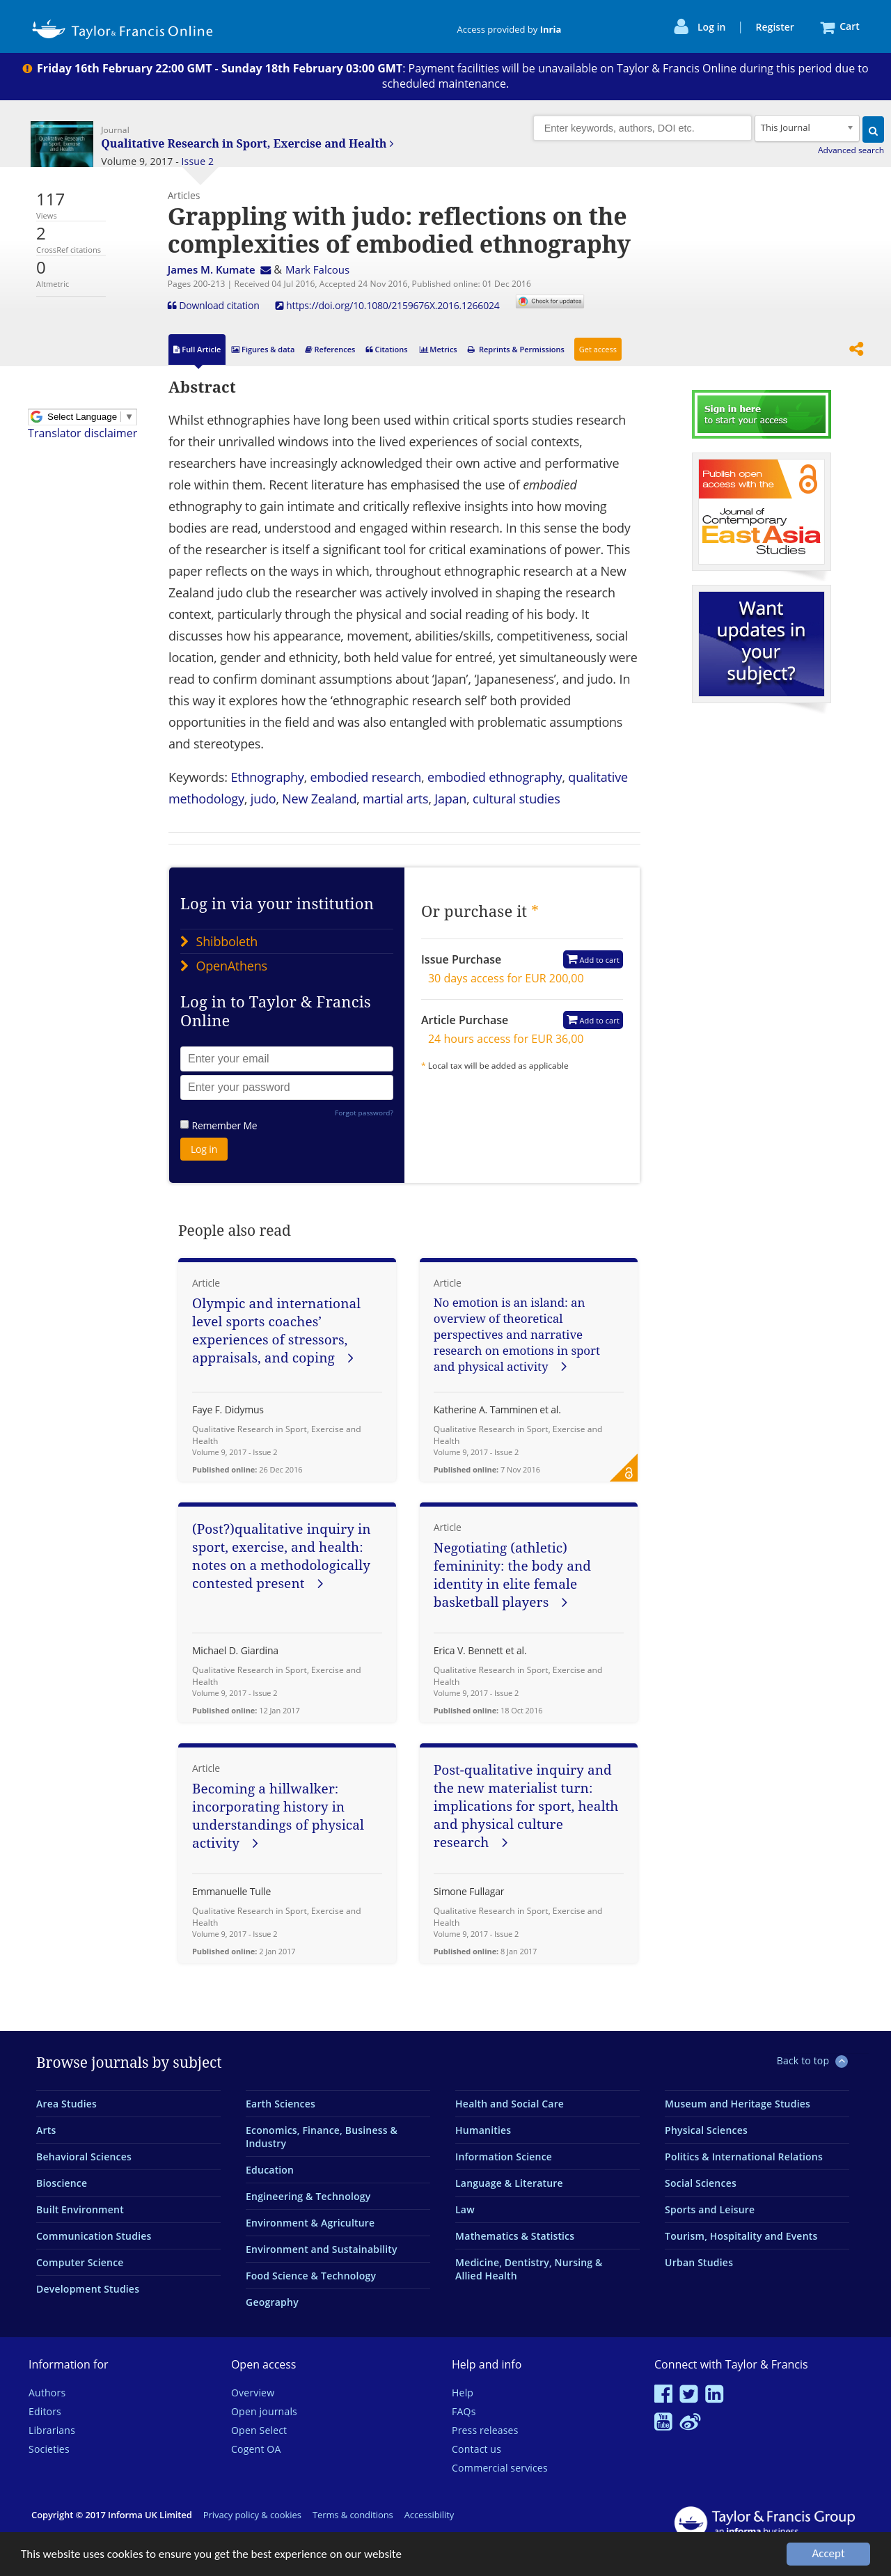 Taylor & Francis Online
Access provided by Inria
Log in
Register
Cart
Friday 16th February 22:00 GMT - Sunday 18th February 03:00 GMT: Payment facilities will be unavailable on Taylor & Francis Online during this period due to
scheduled maintenance.
Journal
Qualitative Research in Sport, Exercise and Health
Volume 9, 2017 - Issue 2
Enter keywords, authors, DOI etc.
This Journal
Advanced search
117
Views
2
CrossRef citations
0
Altmetric
Articles
Grappling with judo: reflections on the
complexities of embodied ethnography
James M. Kumate & Mark Falcous
Pages 200-213 | Received 04 Jul 2016, Accepted 24 Nov 2016, Published online: 01 Dec 2016
Download citation
https://doi.org/10.1080/2159676X.2016.1266024
Check for updates
Full Article
Figures & data
References
Citations
Metrics
Reprints & Permissions
Get access
Select Language ▼
Translator disclaimer
Abstract
Whilst ethnographies have long been used within critical sports studies research
for their unrivalled windows into the lived experiences of social contexts,
researchers have increasingly acknowledged their own active and performative
role within them. Recent literature has emphasised the use of embodied
ethnography to gain intimate and critically reflexive insights into how moving
bodies are read, understood and engaged within research. In this sense the body
of the researcher is itself a significant tool for critical examinations of power. This
paper reflects on the ways in which, throughout ethnographic research at a New
Zealand judo club the researcher was actively involved in shaping the research
context, particularly through the physical and social reading of his body. It
discusses how his appearance, movement, abilities/skills, competitiveness, social
location, gender and ethnicity, both held value for entreé, yet simultaneously were
read to confirm dominant assumptions about ‘Japan’, ‘Japaneseness’, and judo. In
this way it explores how the ‘ethnographic research self’ both provided
opportunities in the field and was also entangled with problematic assumptions
and stereotypes.
Keywords: Ethnography, embodied research, embodied ethnography, qualitative
methodology, judo, New Zealand, martial arts, Japan, cultural studies
Sign in here
to start your access
Publish open
access with the
Journal of
Contemporary
EastAsia
Studies
Want
updates in
your
subject?
Log in via your institution
Shibboleth
OpenAthens
Log in to Taylor & Francis
Online
Enter your email
Enter your password
Forgot password?
Remember Me
Log in
Or purchase it *
Issue Purchase
Add to cart
30 days access for EUR 200,00
Article Purchase
Add to cart
24 hours access for EUR 36,00
* Local tax will be added as applicable
People also read
Article
Olympic and international
level sports coaches’
experiences of stressors,
appraisals, and coping
Faye F. Didymus
Qualitative Research in Sport, Exercise and
Health
Volume 9, 2017 - Issue 2
Published online: 26 Dec 2016
Article
No emotion is an island: an
overview of theoretical
perspectives and narrative
research on emotions in sport
and physical activity
Katherine A. Tamminen et al.
Qualitative Research in Sport, Exercise and
Health
Volume 9, 2017 - Issue 2
Published online: 7 Nov 2016
(Post?)qualitative inquiry in
sport, exercise, and health:
notes on a methodologically
contested present
Michael D. Giardina
Qualitative Research in Sport, Exercise and
Health
Volume 9, 2017 - Issue 2
Published online: 12 Jan 2017
Article
Negotiating (athletic)
femininity: the body and
identity in elite female
basketball players
Erica V. Bennett et al.
Qualitative Research in Sport, Exercise and
Health
Volume 9, 2017 - Issue 2
Published online: 18 Oct 2016
Article
Becoming a hillwalker:
incorporating history in
understandings of physical
activity
Emmanuelle Tulle
Qualitative Research in Sport, Exercise and
Health
Volume 9, 2017 - Issue 2
Published online: 2 Jan 2017
Post-qualitative inquiry and
the new materialist turn:
implications for sport, health
and physical culture
research
Simone Fullagar
Qualitative Research in Sport, Exercise and
Health
Volume 9, 2017 - Issue 2
Published online: 8 Jan 2017
Browse journals by subject
Back to top
Area Studies
Arts
Behavioral Sciences
Bioscience
Built Environment
Communication Studies
Computer Science
Development Studies
Earth Sciences
Economics, Finance, Business &
Industry
Education
Engineering & Technology
Environment & Agriculture
Environment and Sustainability
Food Science & Technology
Geography
Health and Social Care
Humanities
Information Science
Language & Literature
Law
Mathematics & Statistics
Medicine, Dentistry, Nursing &
Allied Health
Museum and Heritage Studies
Physical Sciences
Politics & International Relations
Social Sciences
Sports and Leisure
Tourism, Hospitality and Events
Urban Studies
Information for
Authors
Editors
Librarians
Societies
Open access
Overview
Open journals
Open Select
Cogent OA
Help and info
Help
FAQs
Press releases
Contact us
Commercial services
Connect with Taylor & Francis
Copyright © 2017 Informa UK Limited
Privacy policy & cookies
Terms & conditions
Accessibility
Taylor & Francis Group
an informa business
This website uses cookies to ensure you get the best experience on our website
Accept